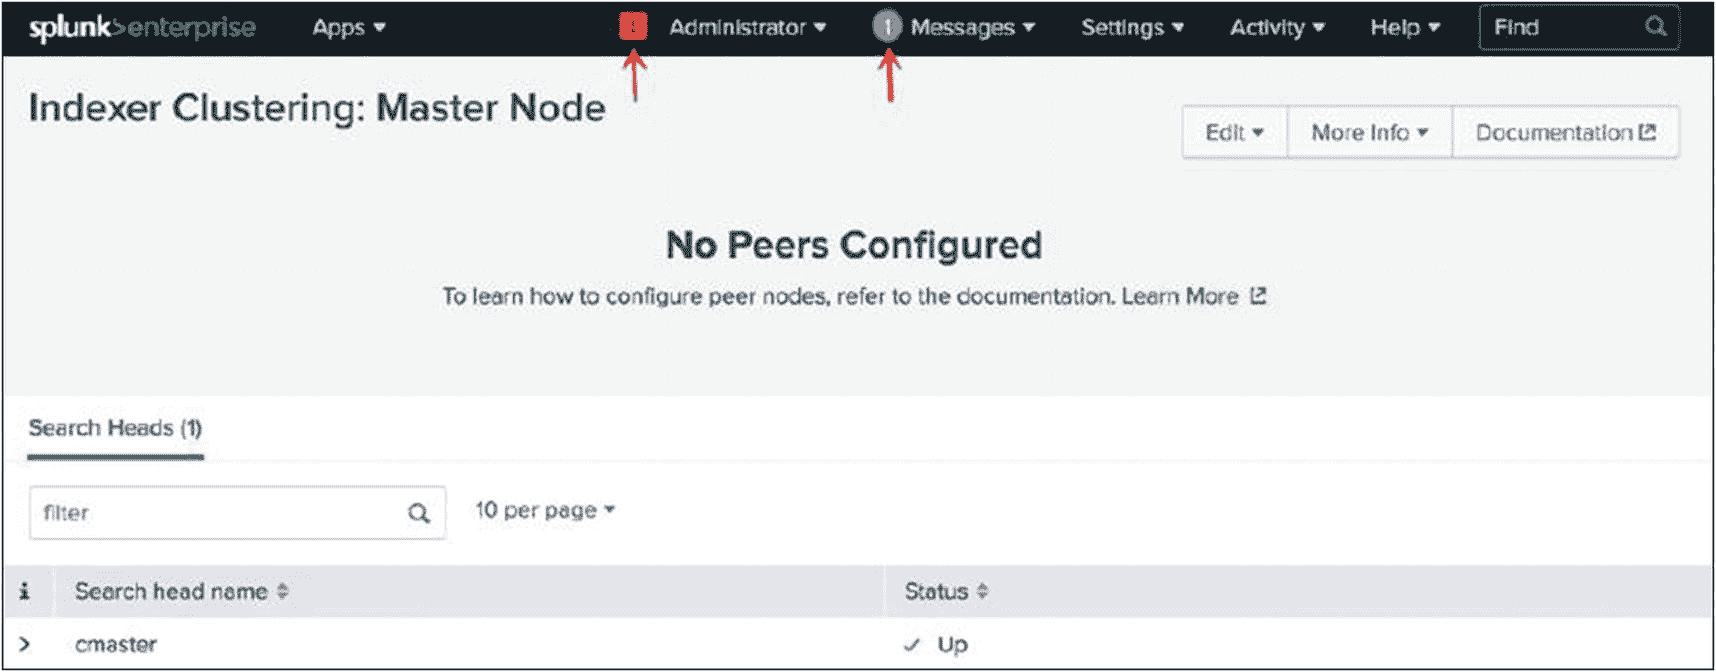 splunk>enterprise Apps ! Administrator 1 Messages Settings Activity Help Find
Indexer Clustering: Master Node
Edit More Info Documentation
No Peers Configured
To learn how to configure peer nodes, refer to the documentation. Learn More
Search Heads (1)
filter 10 per page
i Search head name Status
cmaster Up